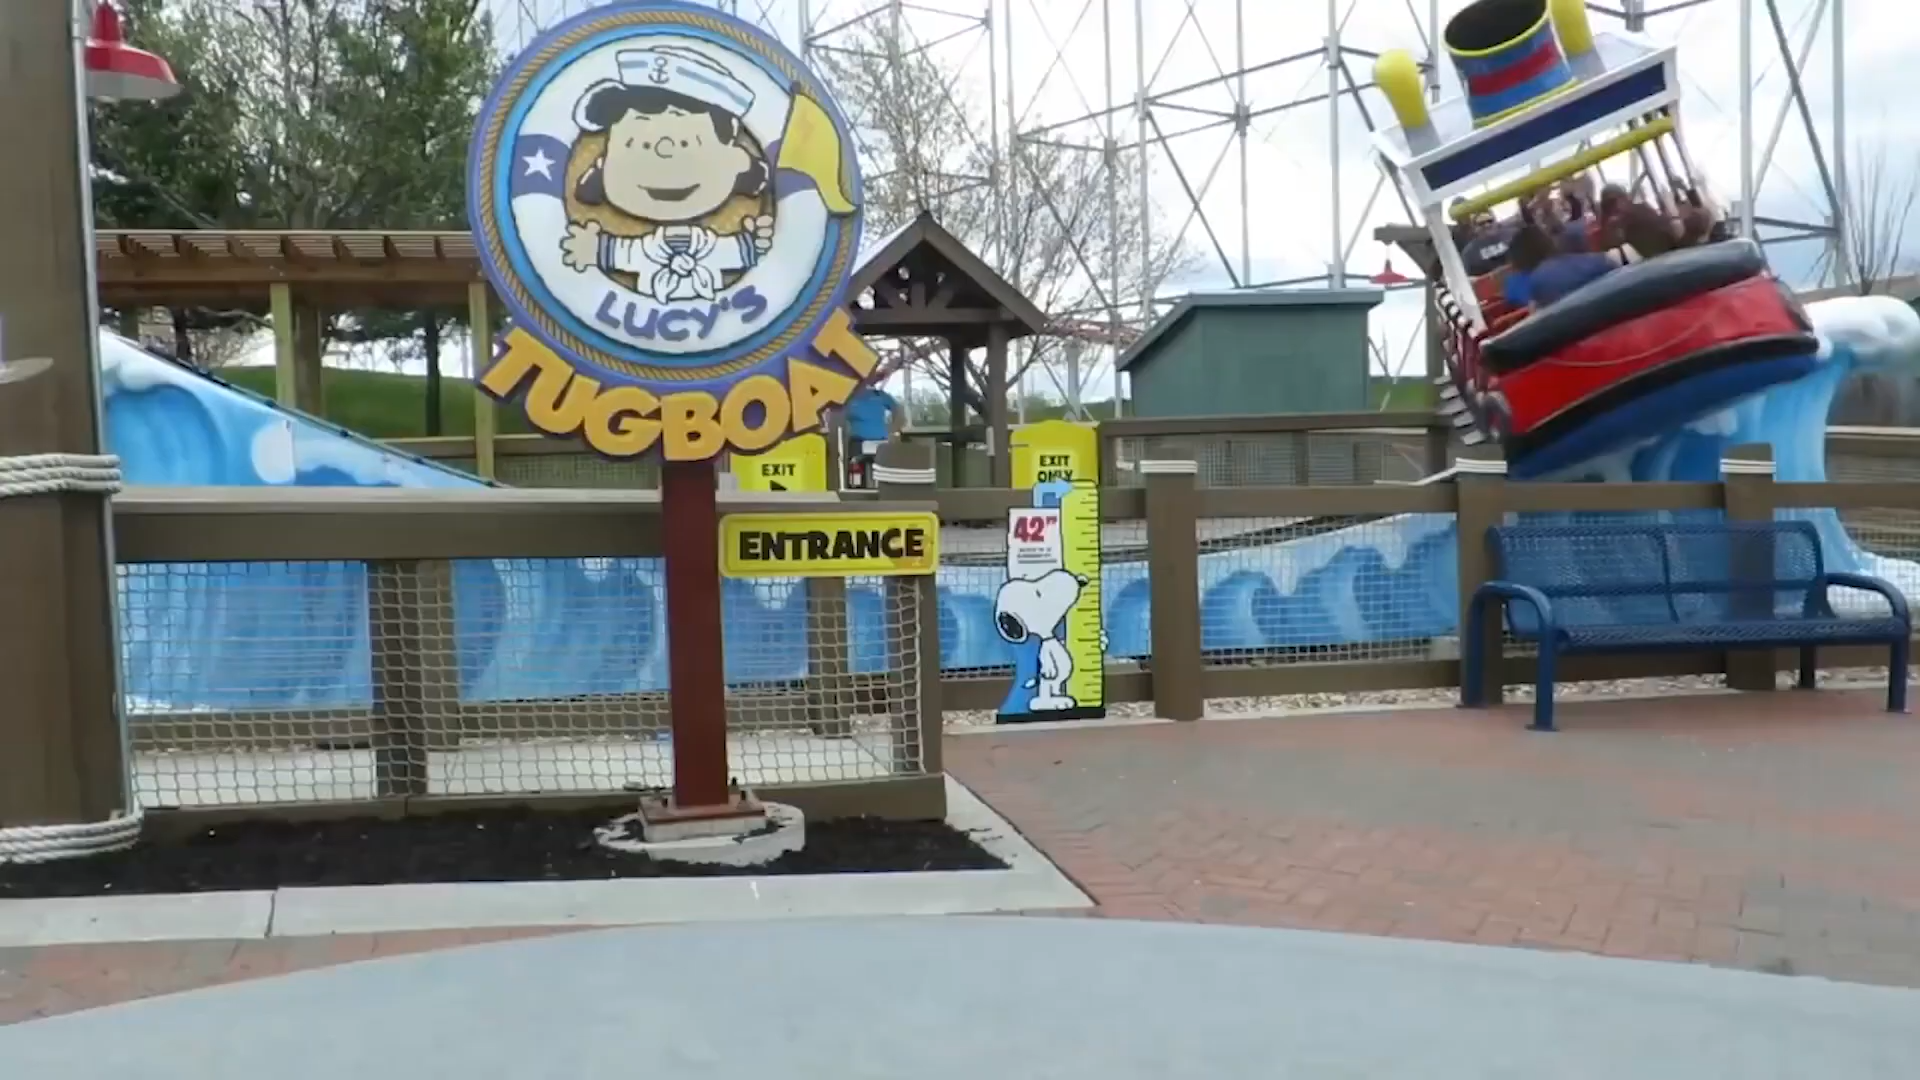 LUCY'S
TUGBOAT
EXIT
EXIT
ONLY
ENTRANCE
42"